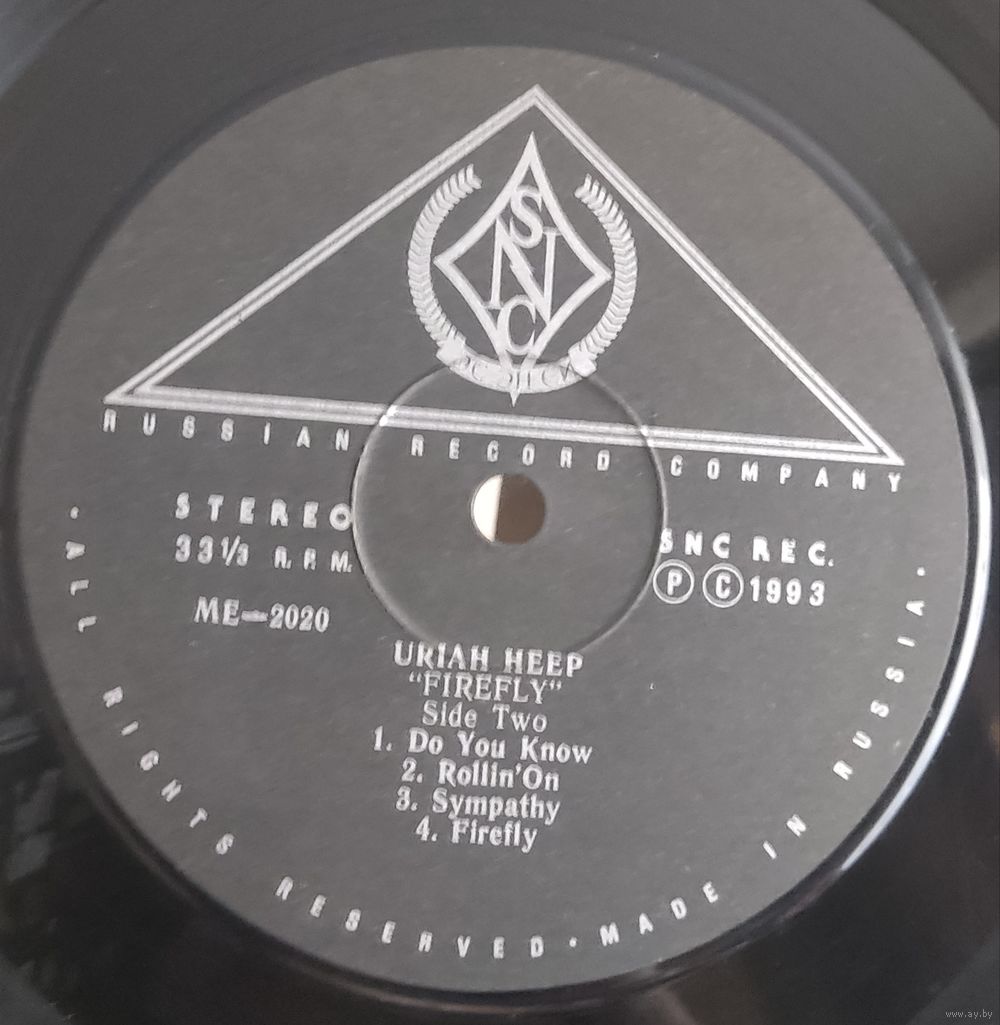 SNC
RUSSIAN RECORD COMPANY
STEREO
33⅓ R.P.M.
ME—2020
SNC REC.
Ⓟ Ⓒ 1993
URIAH HEEP
"FIREFLY"
Side Two
1. Do You Know
2. Rollin'On
3. Sympathy
4. Firefly
· ALL RIGHTS RESERVED · MADE IN RUSSIA ·
www.ay.by